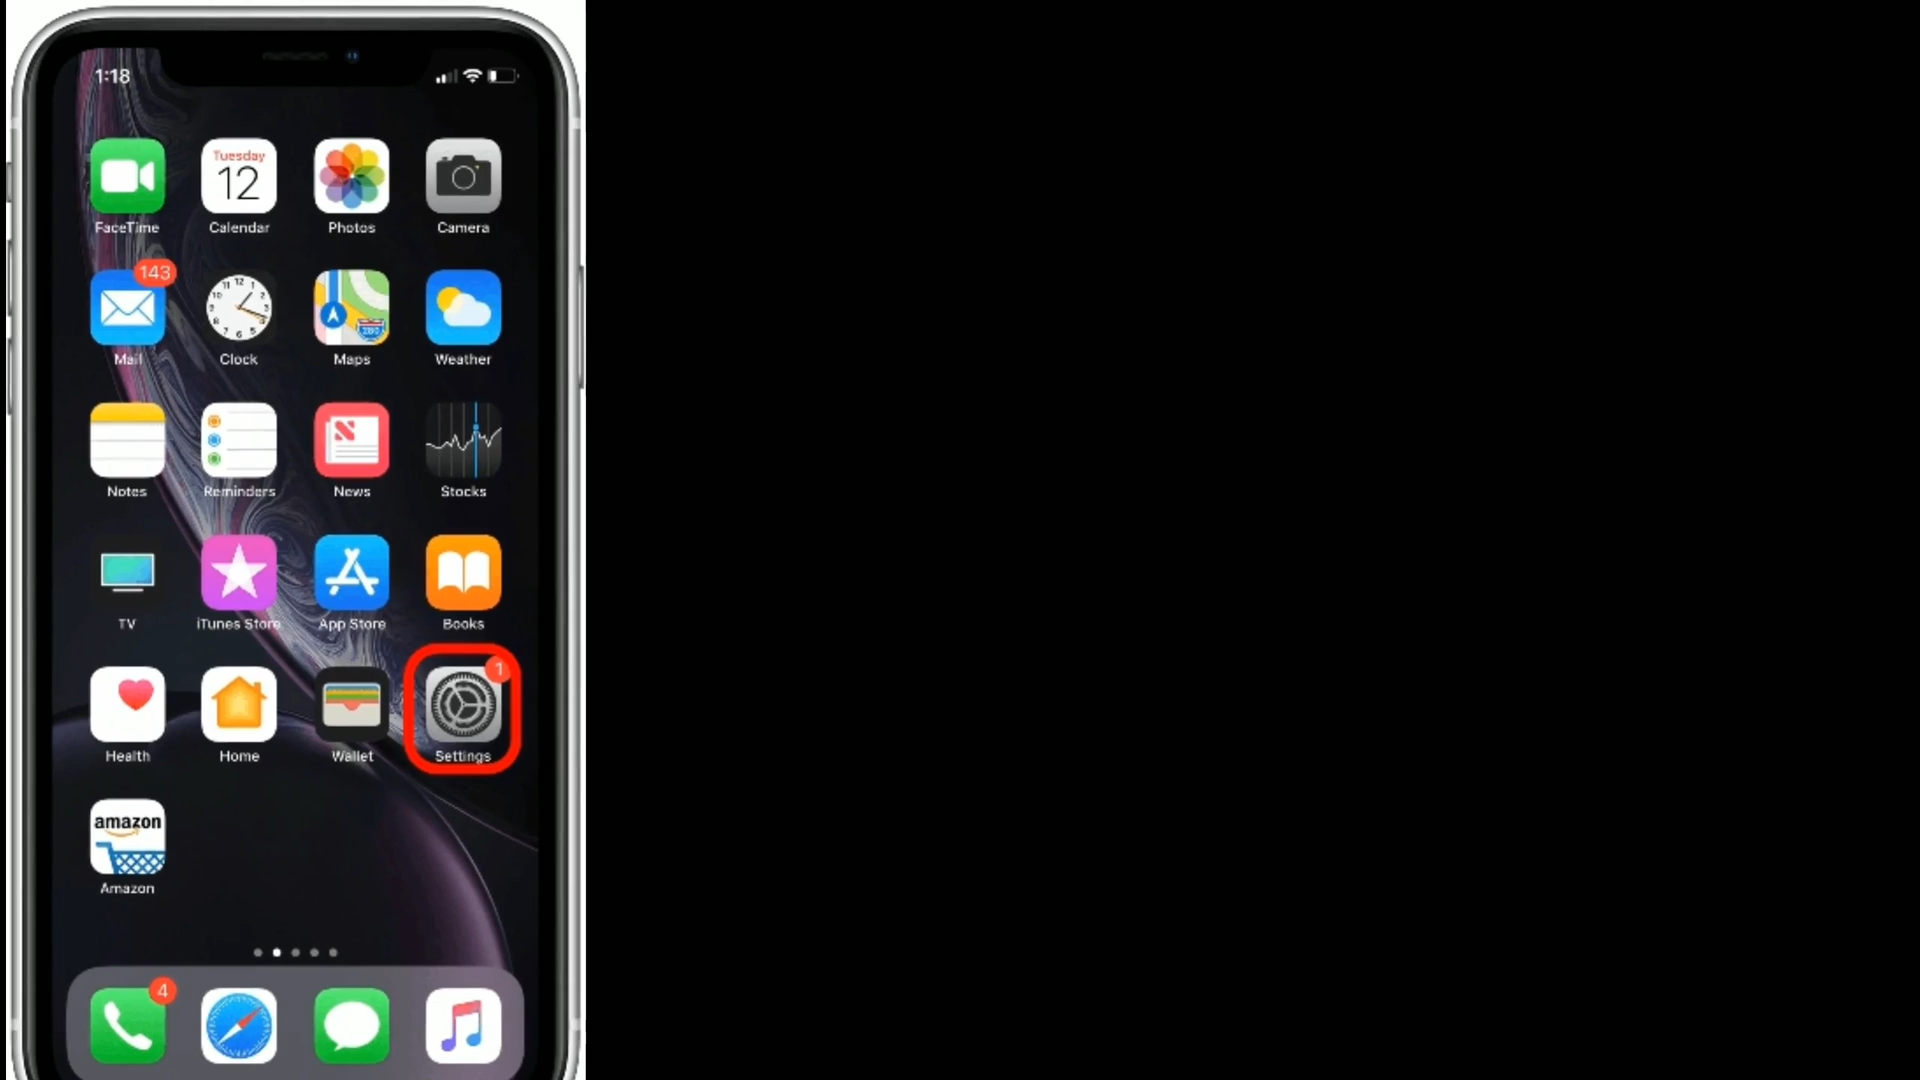 1:18
Tuesday
12
FaceTime Calendar Photos Camera
143
280
Mail Clock Maps Weather
Notes Reminders News Stocks
TV iTunes Store App Store Books
1
Health Home Wallet Settings
amazon
Amazon
4